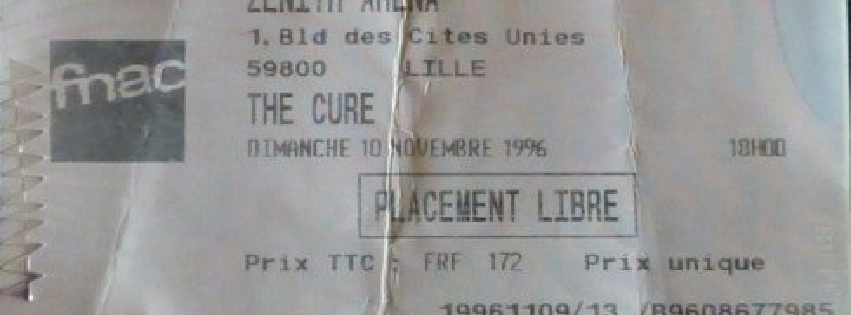 ZENITH ARENA
1, Bld des Cites Unies
59800 LILLE
fnac
THE CURE
DIMANCHE 10 NOVEMBRE 1996 18H00
PLACEMENT LIBRE
Prix TTC : FRF 172 Prix unique
19961109/13 /B9608677985